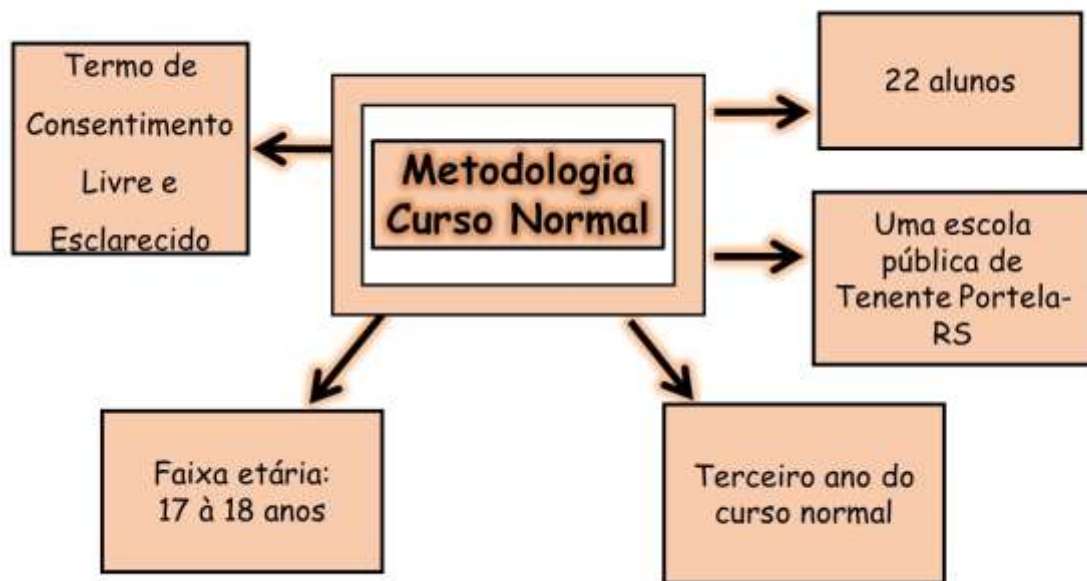 Termo de
Consentimento
Livre e
Esclarecido
Metodologia
Curso Normal
22 alunos
Uma escola
pública de
Tenente Portela-
RS
Faixa etária:
17 à 18 anos
Terceiro ano do
curso normal